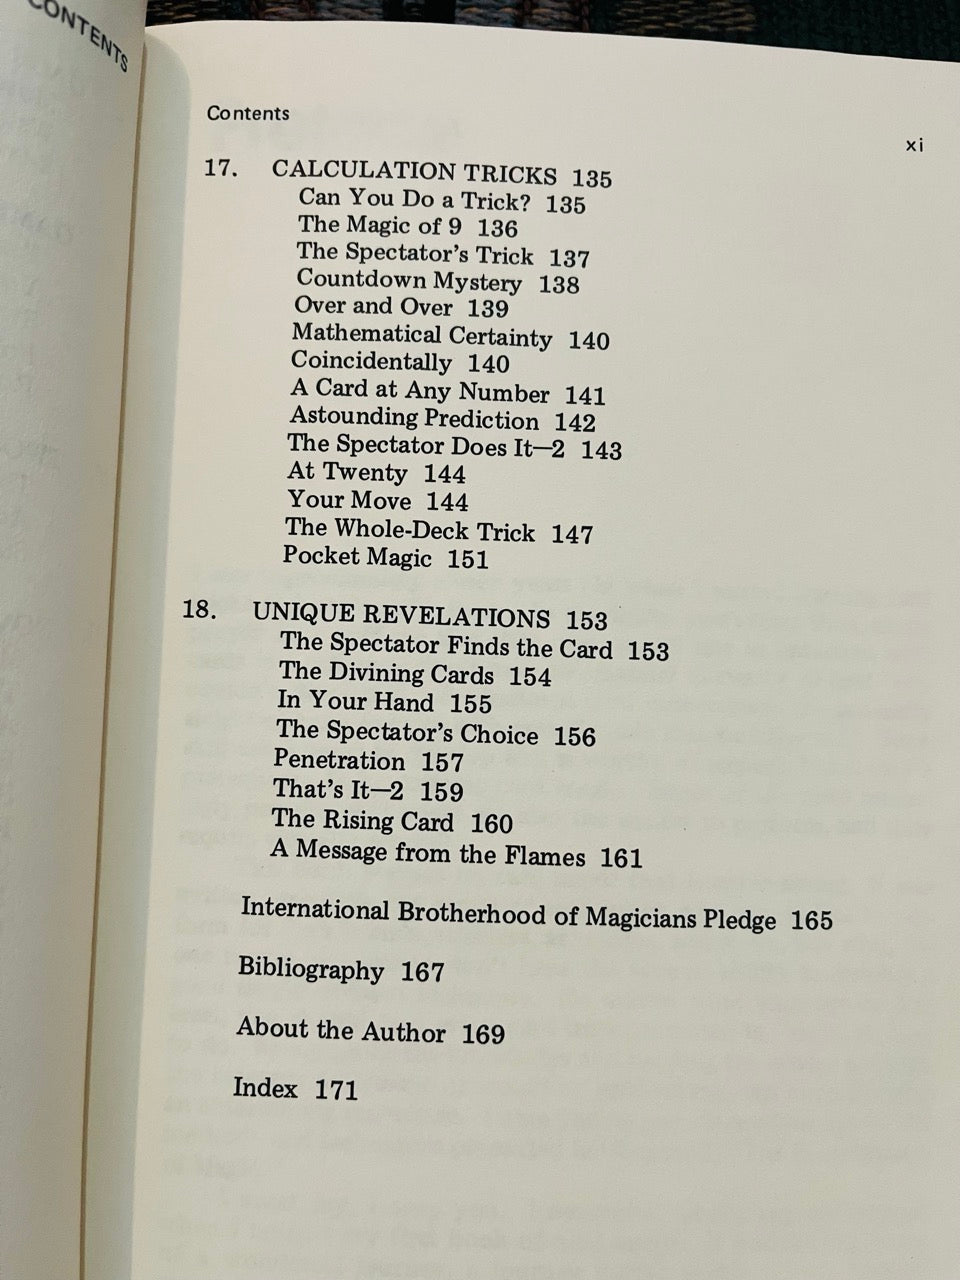 CONTENTS
Contents
xi
17. CALCULATION TRICKS 135
Can You Do a Trick? 135
The Magic of 9 136
The Spectator's Trick 137
Countdown Mystery 138
Over and Over 139
Mathematical Certainty 140
Coincidentally 140
A Card at Any Number 141
Astounding Prediction 142
The Spectator Does It—2 143
At Twenty 144
Your Move 144
The Whole-Deck Trick 147
Pocket Magic 151
18. UNIQUE REVELATIONS 153
The Spectator Finds the Card 153
The Divining Cards 154
In Your Hand 155
The Spectator's Choice 156
Penetration 157
That's It—2 159
The Rising Card 160
A Message from the Flames 161
International Brotherhood of Magicians Pledge 165
Bibliography 167
About the Author 169
Index 171